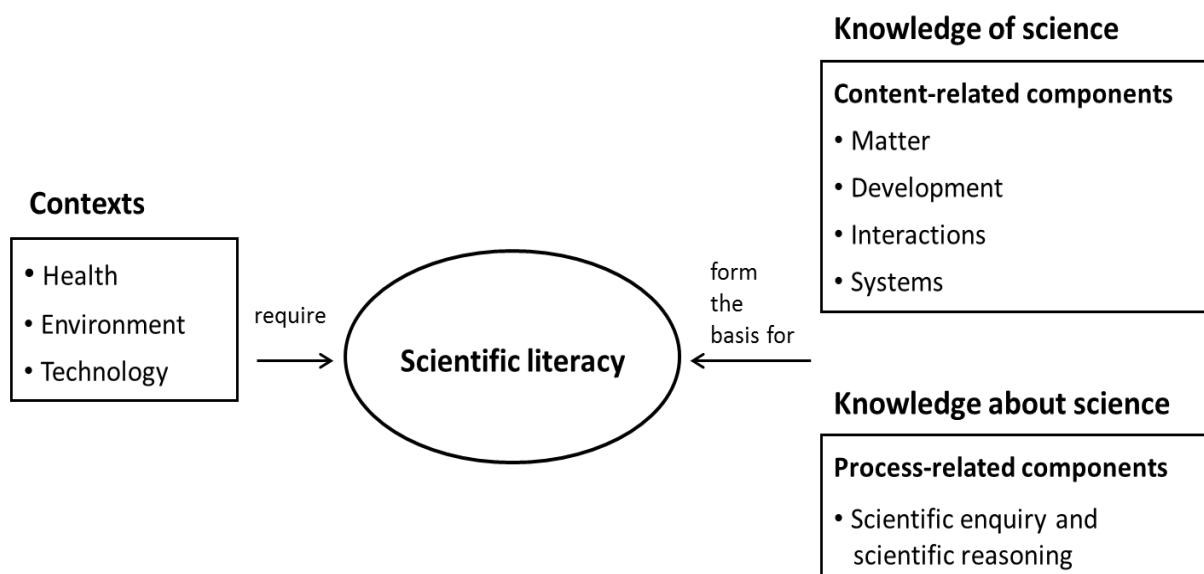 Contexts
• Health
• Environment
• Technology
require
Scientific literacy
form
the
basis for
Knowledge of science
Content-related components
• Matter
• Development
• Interactions
• Systems
Knowledge about science
Process-related components
• Scientific enquiry and
scientific reasoning